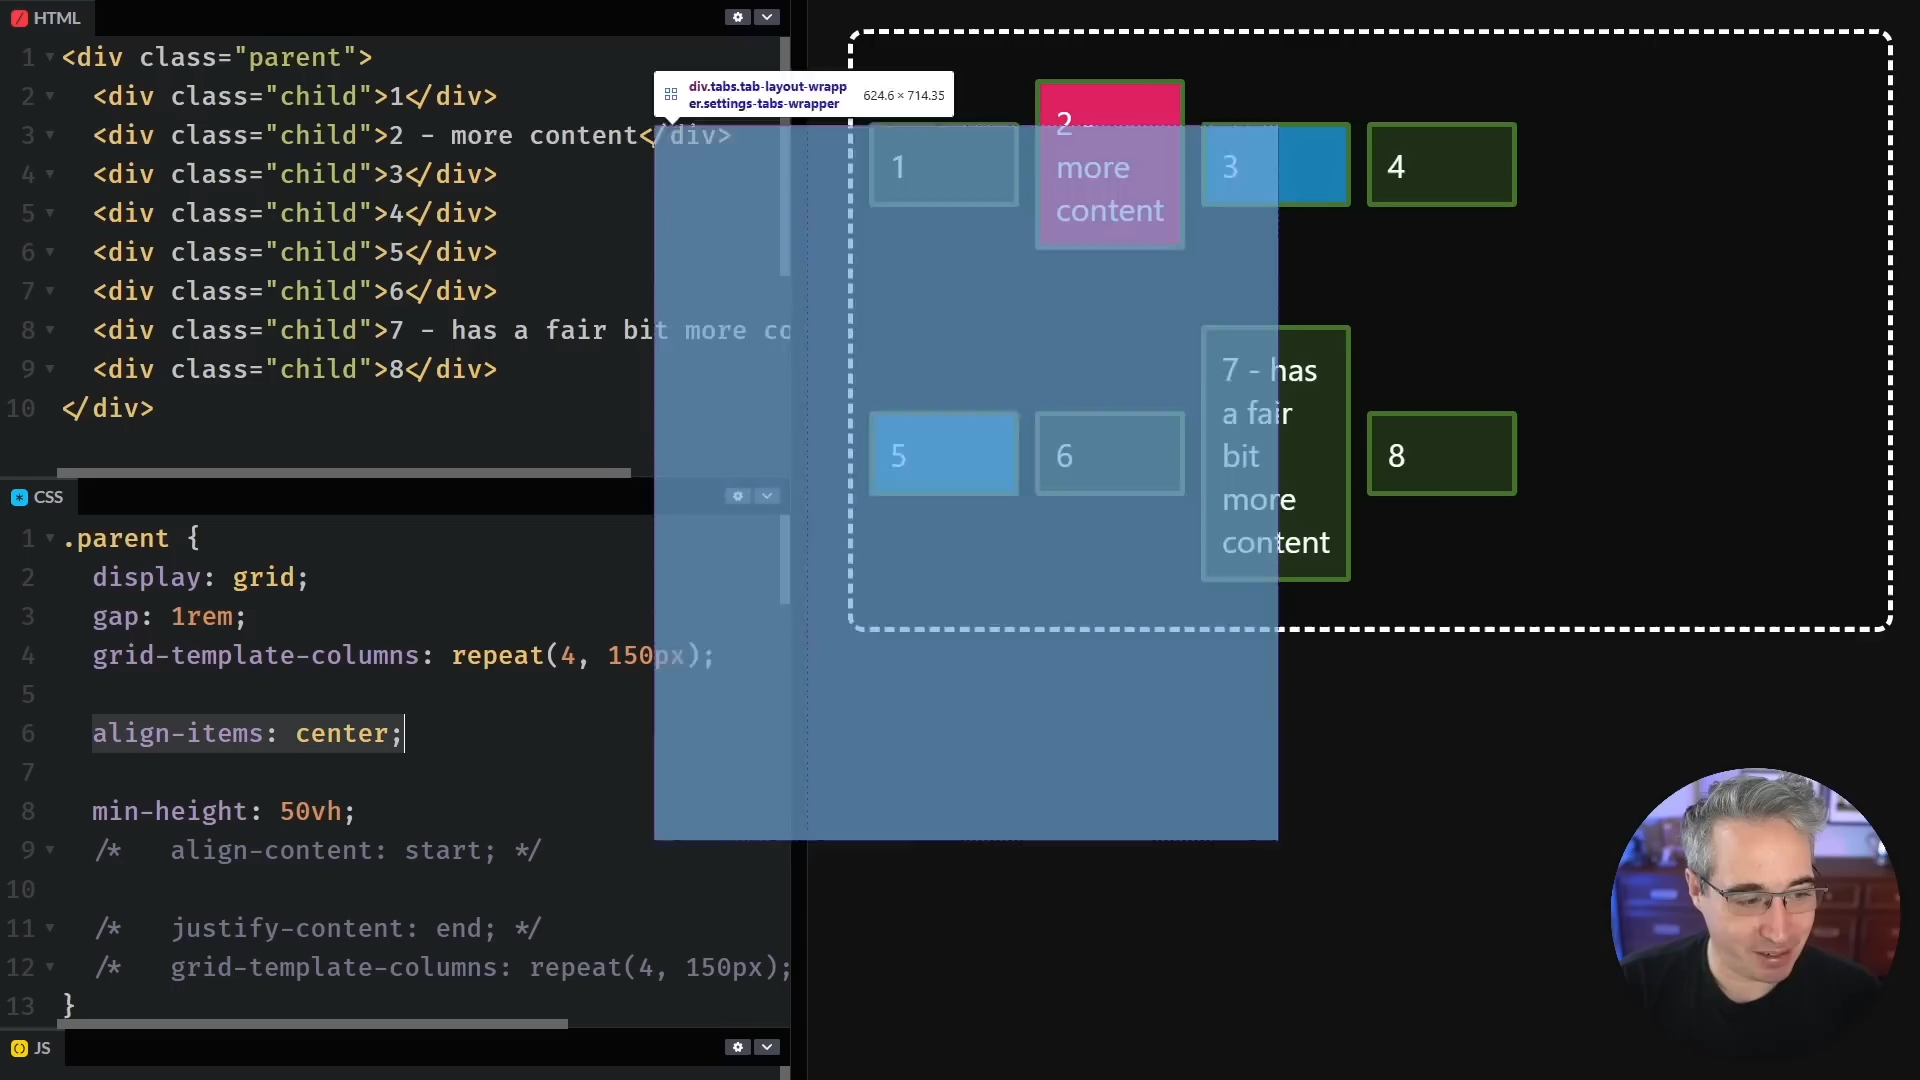 HTML
1 <div class="parent">
2 <div class="child">1</div>
3 <div class="child">2 - more content</div>
4 <div class="child">3</div>
5 <div class="child">4</div>
6 <div class="child">5</div>
7 <div class="child">6</div>
8 <div class="child">7 - has a fair bit more co
9 <div class="child">8</div>
10 </div>
CSS
1 .parent {
2 display: grid;
3 gap: 1rem;
4 grid-template-columns: repeat(4, 150px);
5
6 align-items: center;
7
8 min-height: 50vh;
9 /* align-content: start; */
10
11 /* justify-content: end; */
12 /* grid-template-columns: repeat(4, 150px);
13 }
JS
div.tabs.tab-layout-wrapp
er.settings-tabs-wrapper
624.6 × 714.35
1
2 -
more
content
3
4
5
6
7 - has
a fair
bit
more
content
8